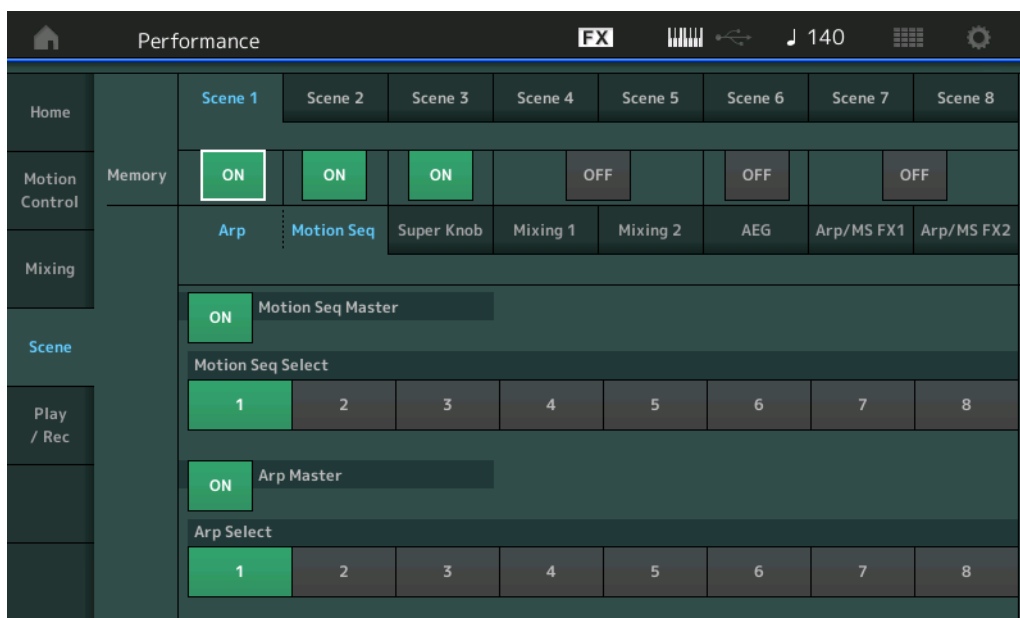 Performance FX 140
Scene 1 Scene 2 Scene 3 Scene 4 Scene 5 Scene 6 Scene 7 Scene 8
Home
Memory ON ON ON OFF OFF OFF
Motion
Control
Arp Motion Seq Super Knob Mixing 1 Mixing 2 AEG Arp/MS FX1 Arp/MS FX2
Mixing
ON Motion Seq Master
Scene
Motion Seq Select
1 2 3 4 5 6 7 8
Play
/ Rec
ON Arp Master
Arp Select
1 2 3 4 5 6 7 8